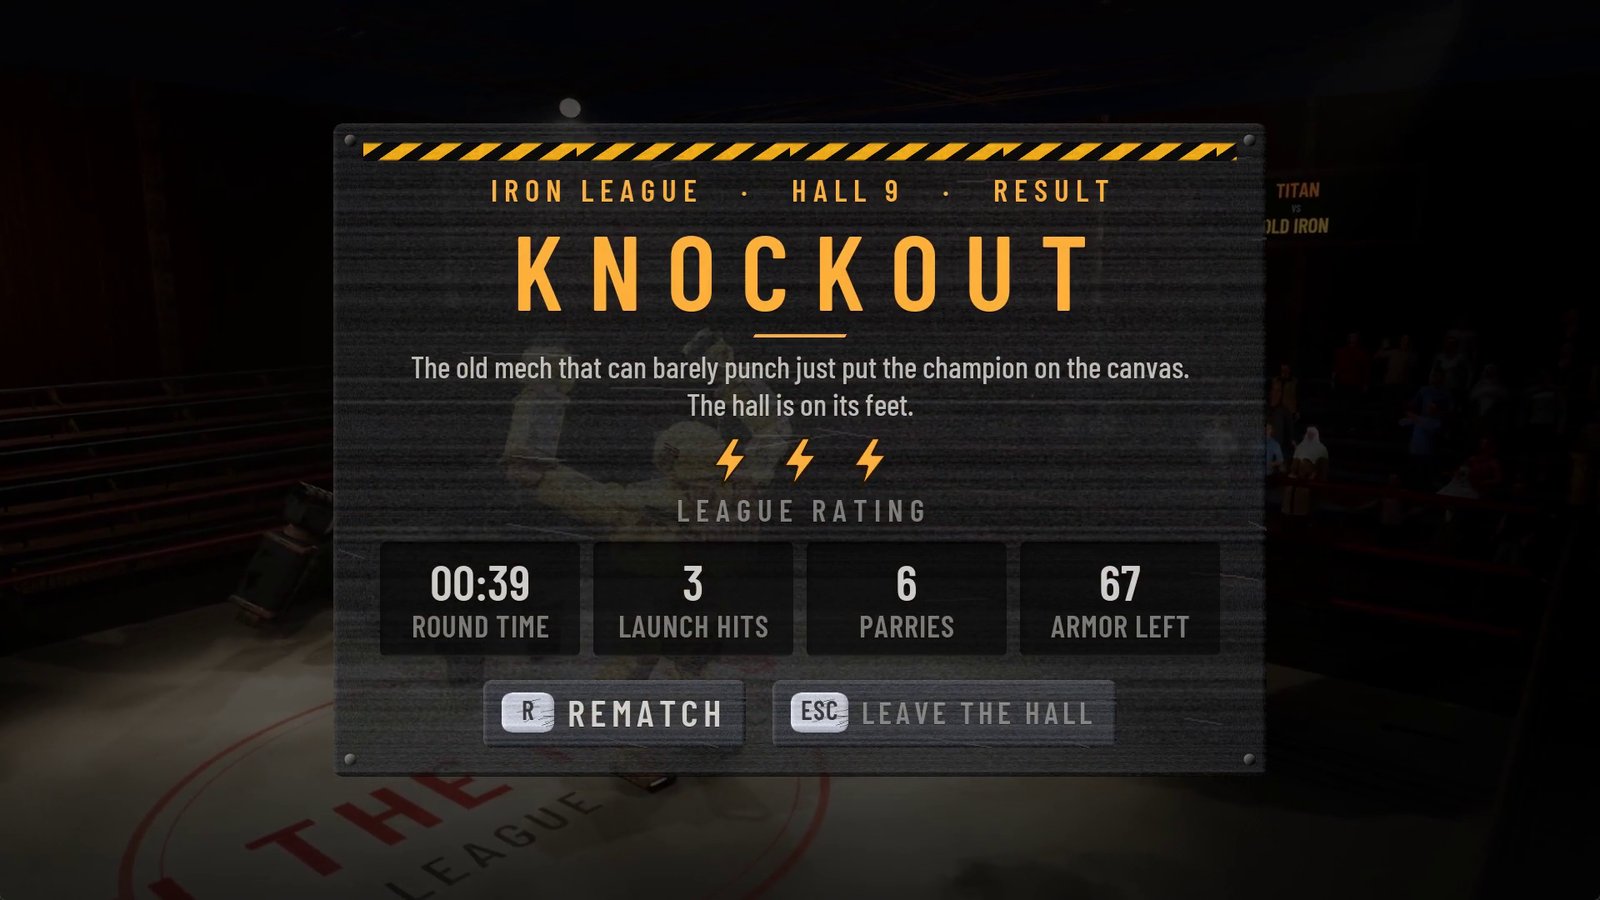 IRON LEAGUE · HALL 9 · RESULT
KNOCKOUT
The old mech that can barely punch just put the champion on the canvas.
The hall is on its feet.
LEAGUE RATING
00:39
ROUND TIME
3
LAUNCH HITS
6
PARRIES
67
ARMOR LEFT
R REMATCH
ESC LEAVE THE HALL
TITAN
VS
OLD IRON
THE
LEAGUE